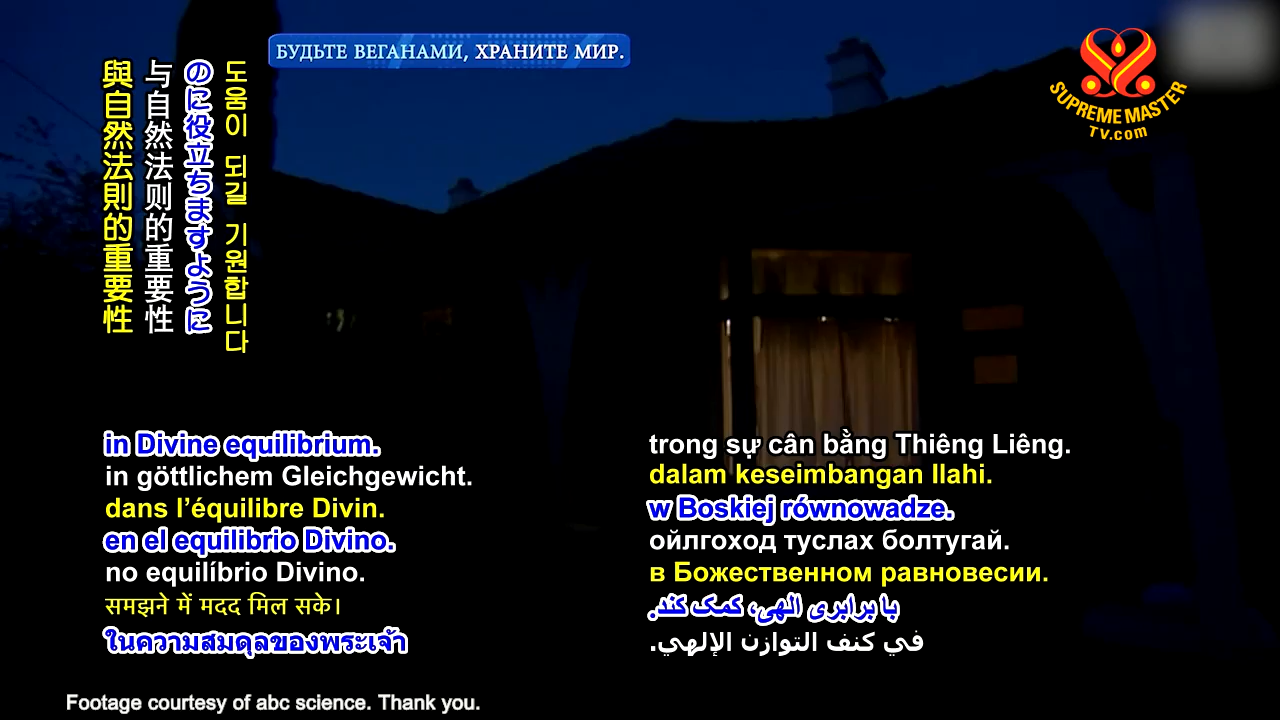 БУДЬТЕ ВЕГАНАМИ, ХРАНИТЕ МИР.
SUPREME MASTER
TV.com
도움이 되길 기원합니다
のに役立ちますように
与自然法则的重要性
與自然法則的重要性
in Divine equilibrium.
in göttlichem Gleichgewicht.
dans l’équilibre Divin.
en el equilibrio Divino.
no equilíbrio Divino.
समझने में मदद मिल सके।
ในความสมดุลของพระเจ้า
trong sự cân bằng Thiêng Liêng.
dalam keseimbangan Ilahi.
w Boskiej równowadze.
ойлгоход туслах болтугай.
в Божественном равновесии.
با برابری الهی، کمک کند.
في كنف التوازن الإلهي.
Footage courtesy of abc science. Thank you.